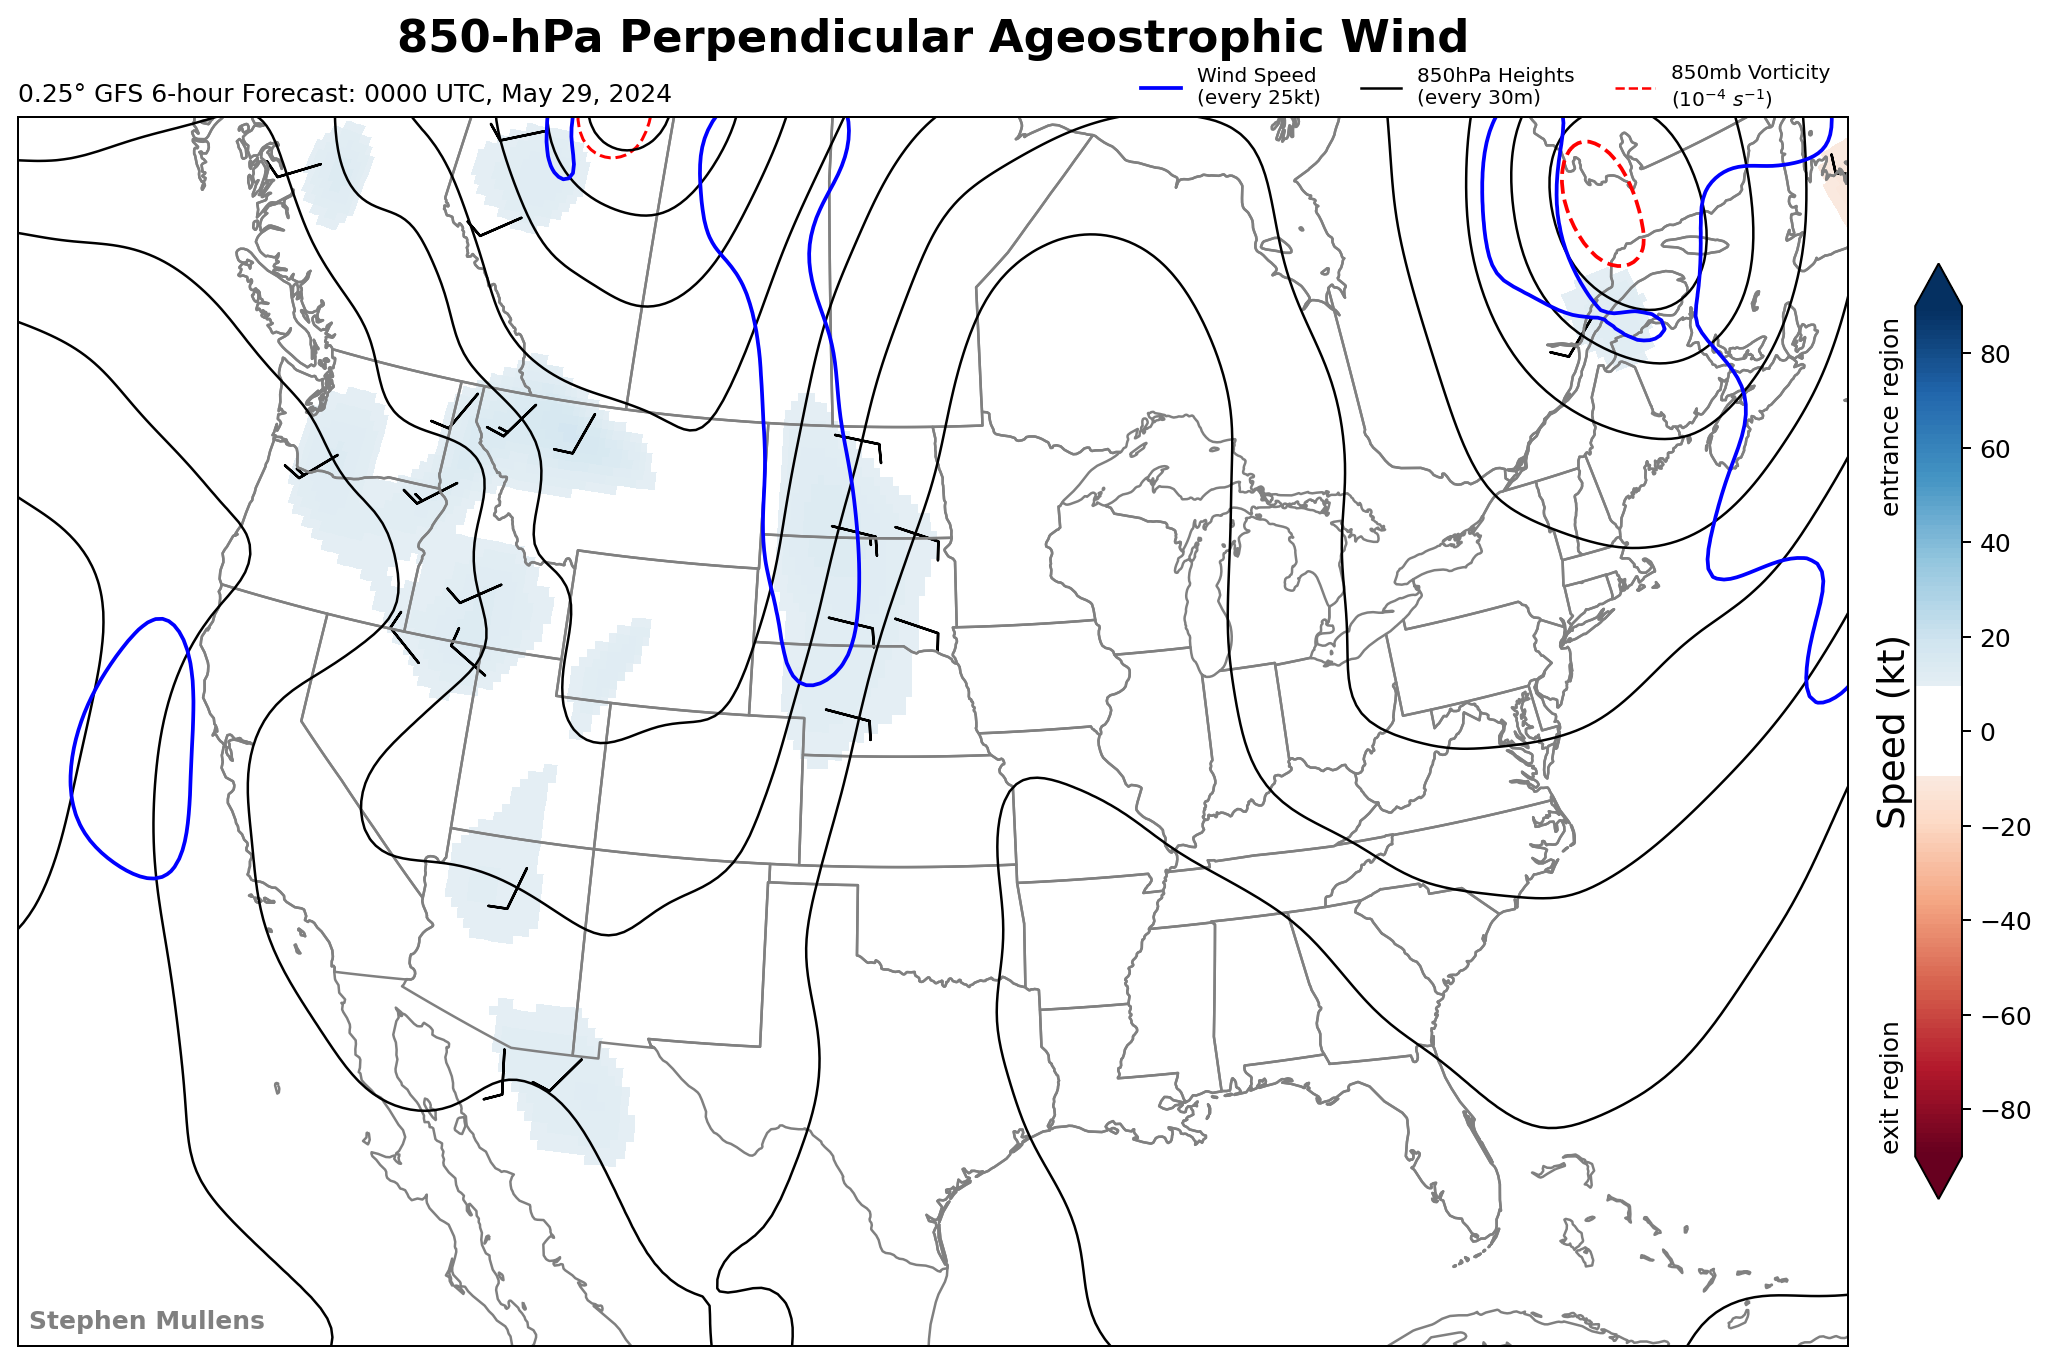 850-hPa Perpendicular Ageostrophic Wind
0.25° GFS 6-hour Forecast: 0000 UTC, May 29, 2024
Wind Speed
(every 25kt)
850hPa Heights
(every 30m)
850mb Vorticity
(10⁻⁴ s⁻¹)
entrance region
Speed (kt)
exit region
80
60
40
20
0
−20
−40
−60
−80
Stephen Mullens